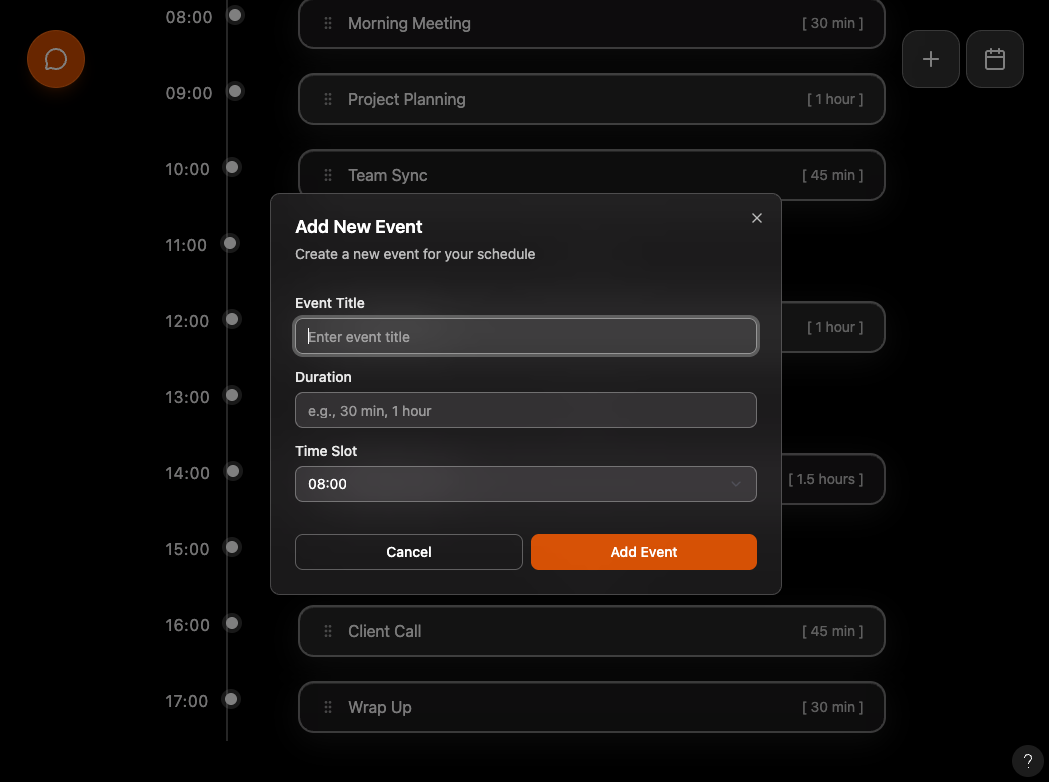 08:00
Morning Meeting [ 30 min ]
09:00
Project Planning [ 1 hour ]
10:00
Team Sync [ 45 min ]
Add New Event
Create a new event for your schedule
11:00
Event Title
12:00
[ 1 hour ]
Enter event title
Duration
13:00
e.g., 30 min, 1 hour
Time Slot
14:00
[ 1.5 hours ]
08:00
15:00
Cancel
Add Event
16:00
Client Call [ 45 min ]
17:00
Wrap Up [ 30 min ]
?